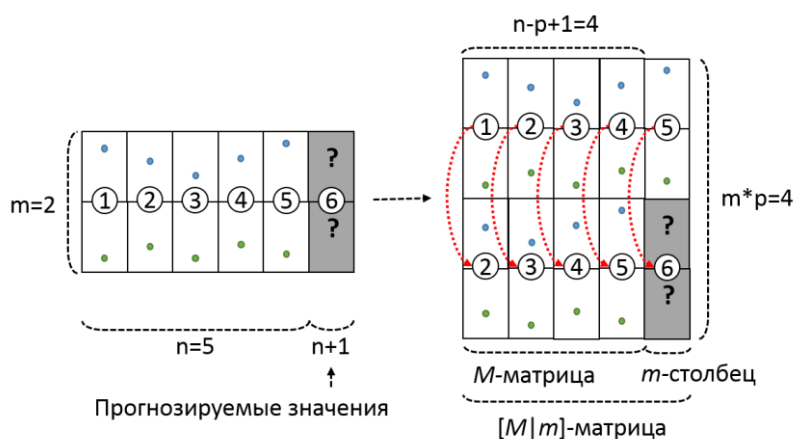 n-p+1=4
1 2 3 4 5
?
m=2
1 2 3 4 5 6
?
m*p=4
?
2 3 4 5 6
?
n=5
n+1
M-матрица
m-столбец
Прогнозируемые значения
[M|m]-матрица